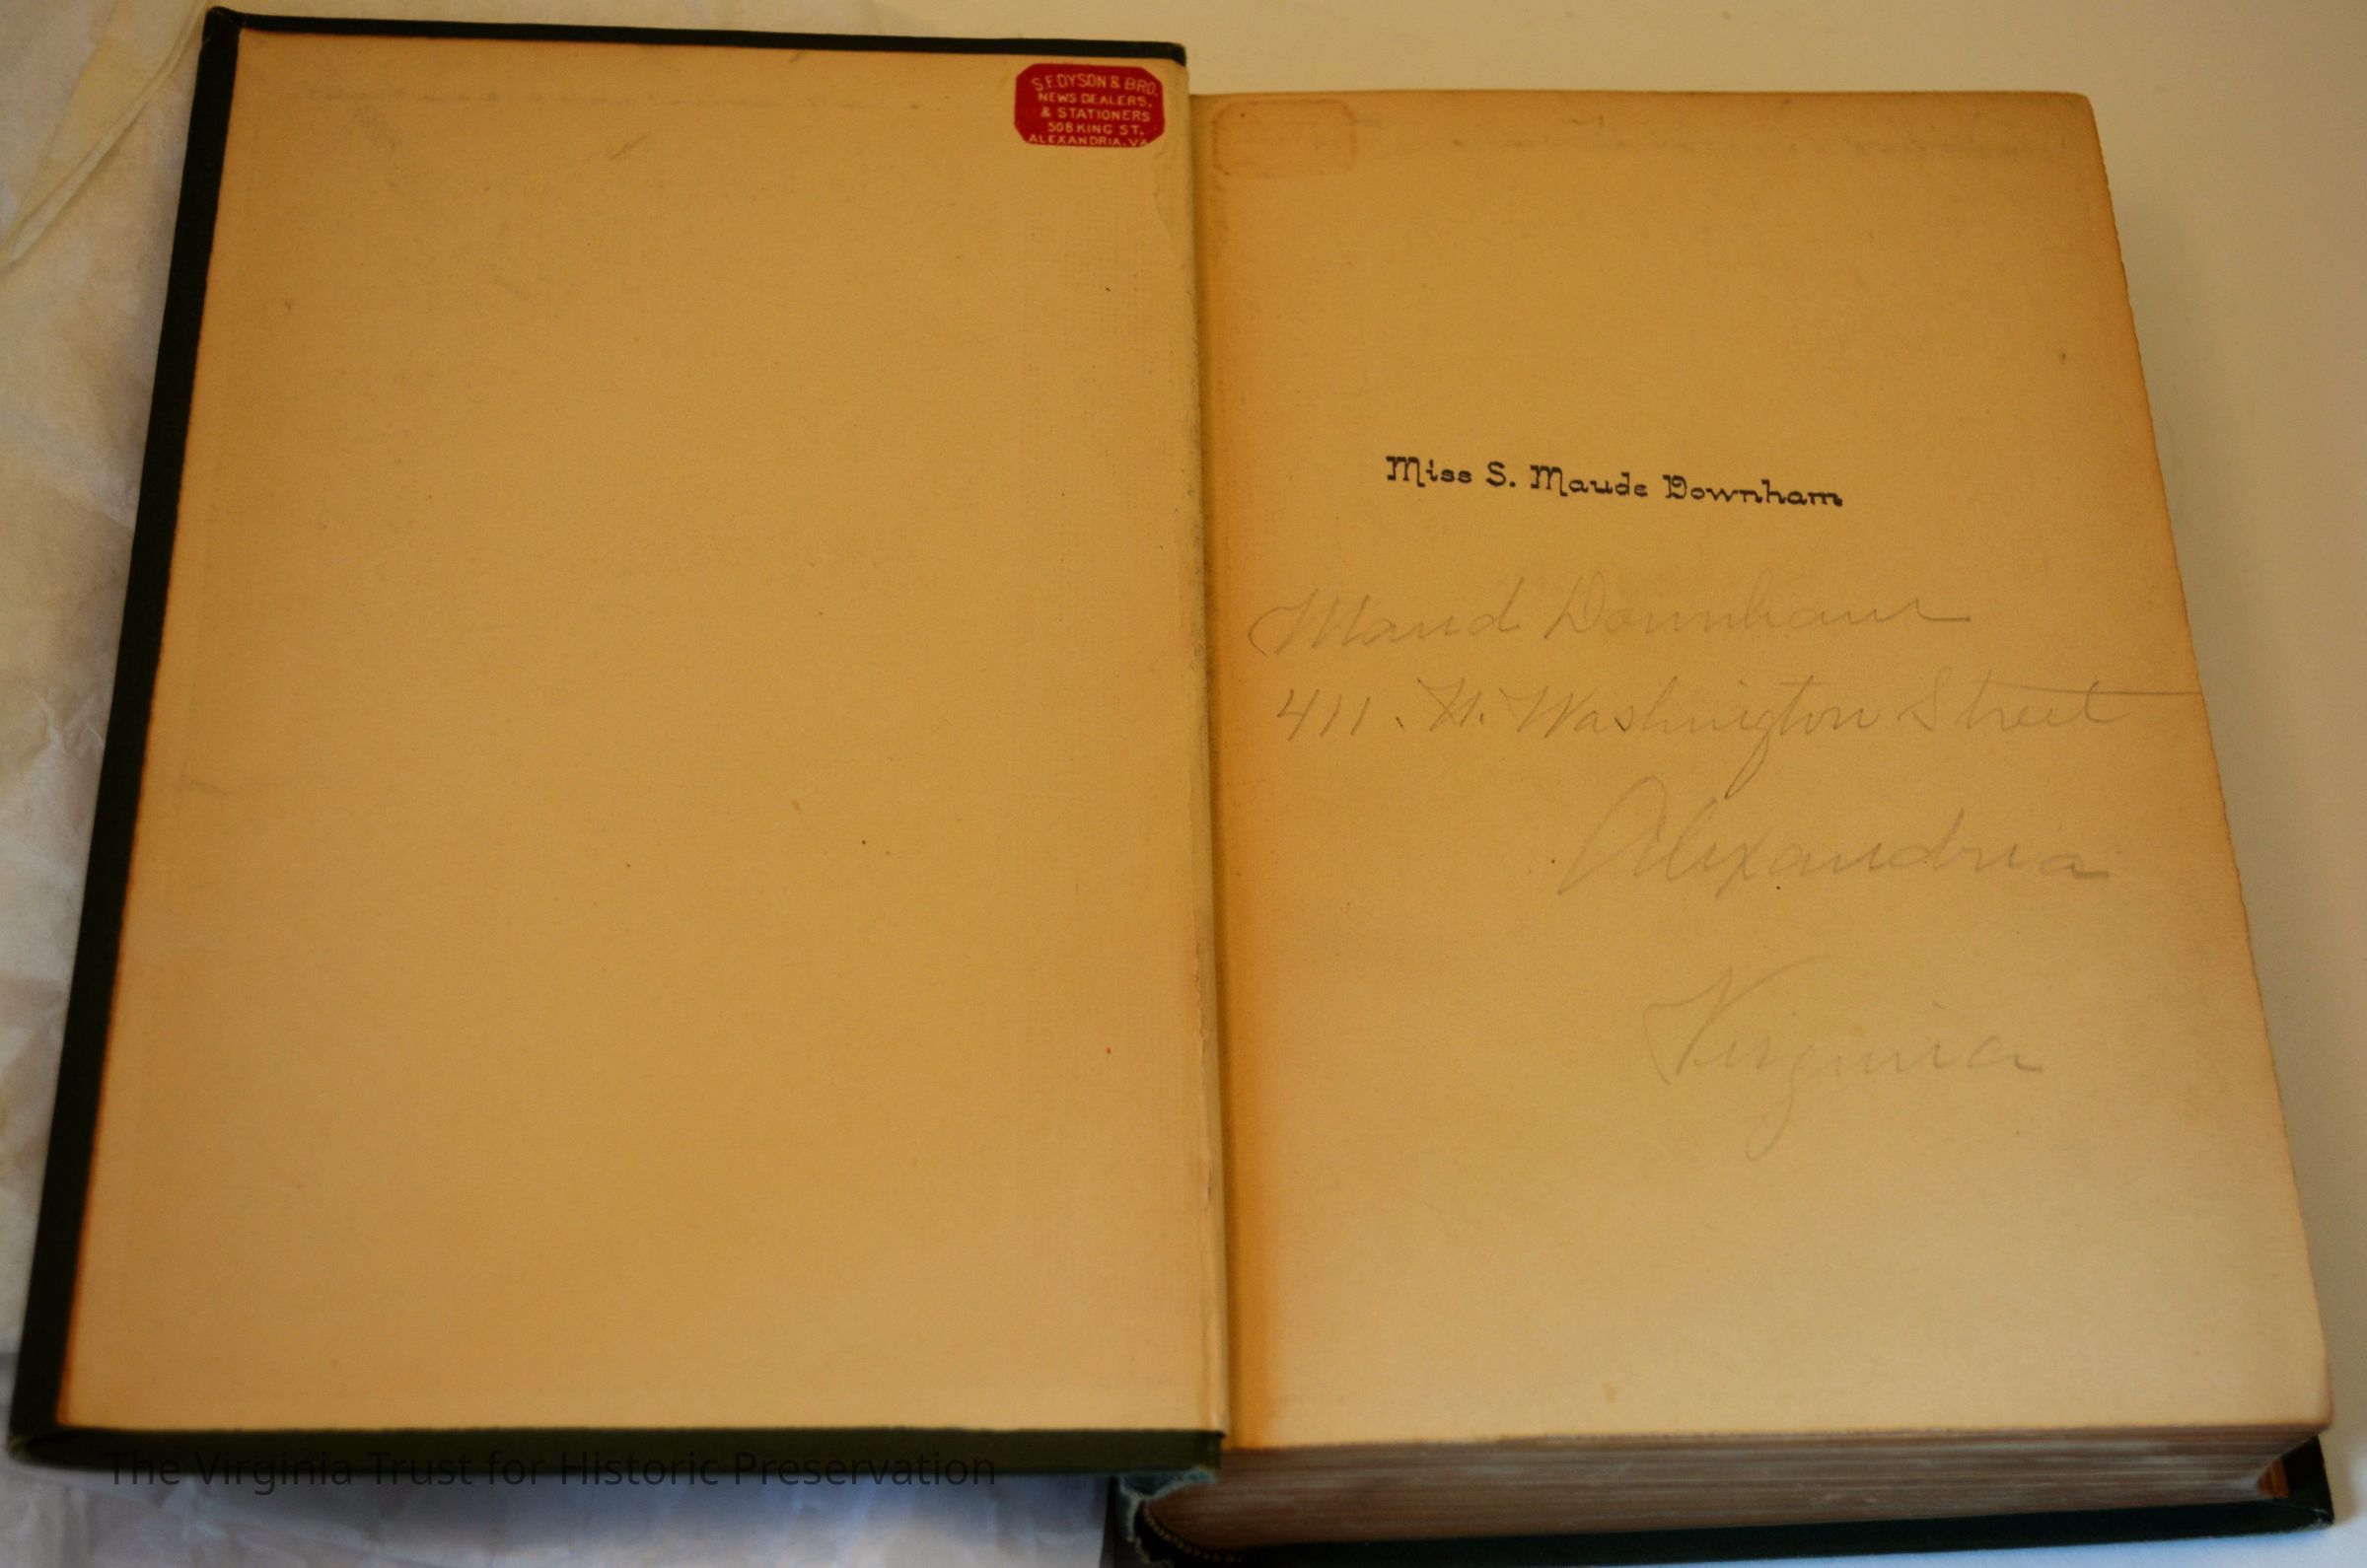 S.F. DYSON & BRO.
NEWS DEALERS,
& STATIONERS
508 KING ST.
ALEXANDRIA, VA
Miss S. Maude Downham
Maud Downham
411. N. Washington Street
Alexandria
Virginia
The Virginia Trust for Historic Preservation